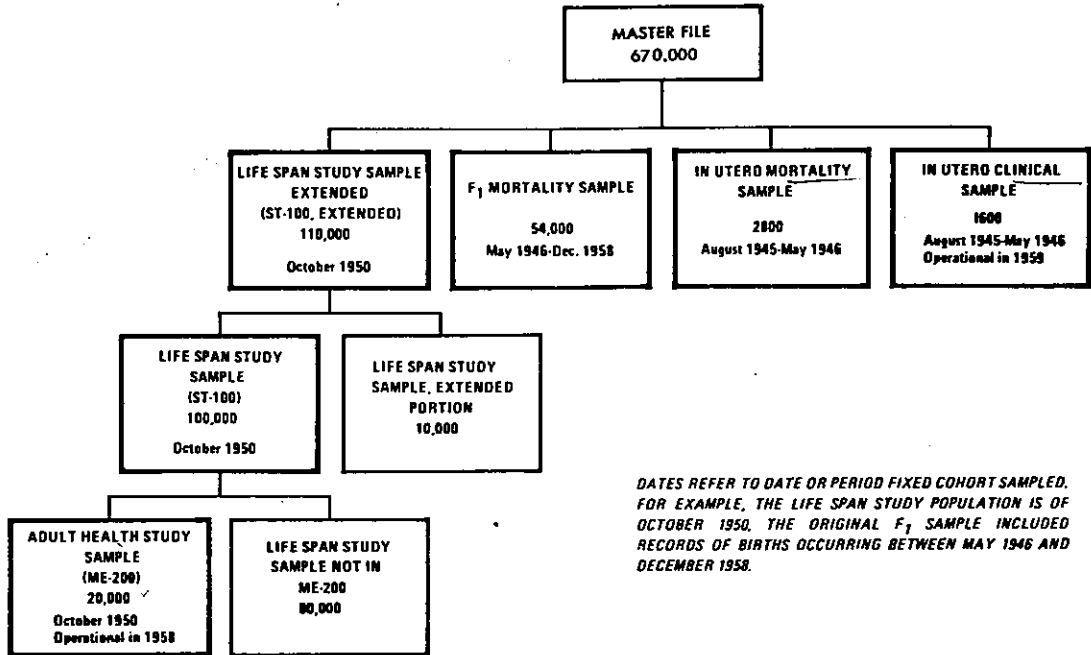 MASTER FILE
670,000
LIFE SPAN STUDY SAMPLE
EXTENDED
(ST-100, EXTENDED)
110,000
October 1950
F1 MORTALITY SAMPLE
54,000
May 1946-Dec. 1958
IN UTERO MORTALITY
SAMPLE
2800
August 1945-May 1946
IN UTERO CLINICAL
SAMPLE
1600
August 1945-May 1946
Operational in 1959
LIFE SPAN STUDY
SAMPLE
(ST-100)
100,000
October 1950
LIFE SPAN STUDY
SAMPLE, EXTENDED
PORTION
10,000
ADULT HEALTH STUDY
SAMPLE
(ME-200)
20,000
October 1950
Operational in 1958
LIFE SPAN STUDY
SAMPLE NOT IN
ME-200
80,000
DATES REFER TO DATE OR PERIOD FIXED COHORT SAMPLED.
FOR EXAMPLE, THE LIFE SPAN STUDY POPULATION IS OF
OCTOBER 1950. THE ORIGINAL F1 SAMPLE INCLUDED
RECORDS OF BIRTHS OCCURRING BETWEEN MAY 1946 AND
DECEMBER 1958.